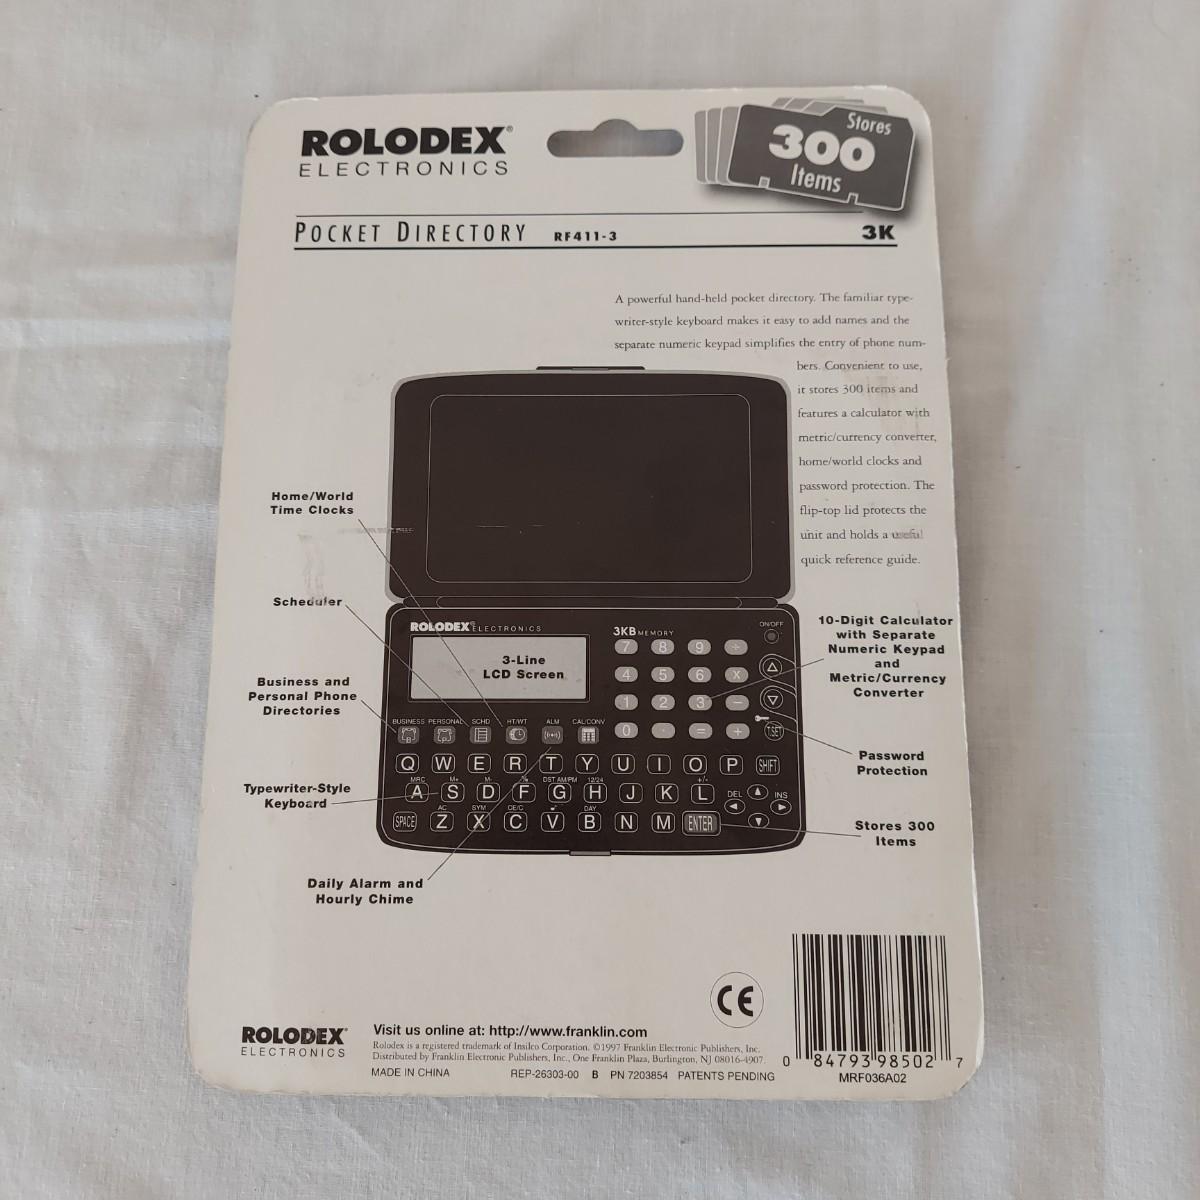 ROLODEX®
ELECTRONICS
Stores
300
Items
POCKET DIRECTORY RF411-3 3K
A powerful hand-held pocket directory. The familiar type-
writer-style keyboard makes it easy to add names and the
separate numeric keypad simplifies the entry of phone num-
bers. Convenient to use,
it stores 300 items and
features a calculator with
metric/currency converter,
home/world clocks and
password protection. The
flip-top lid protects the
unit and holds a useful
quick reference guide.
Home/World
Time Clocks
Scheduler
Business and
Personal Phone
Directories
Typewriter-Style
Keyboard
Daily Alarm and
Hourly Chime
10-Digit Calculator
with Separate
Numeric Keypad
and
Metric/Currency
Converter
Password
Protection
Stores 300
Items
ROLODEX® ELECTRONICS 3KB MEMORY ON/OFF
3-Line
LCD Screen
7 8 9 ÷
4 5 6 x
1 2 3 −
0 . = +
T.SET
BUSINESS PERSONAL SCHD HT/WT ALM CAL/CONV
B P
Q W E R T Y U I O P SHIFT
MRC M+ M- % DST AM/PM 12/24 +/-
A S D F G H J K L DEL INS
AC SYM CE/C DAY
SPACE Z X C V B N M ENTER
CE
ROLODEX®
ELECTRONICS
Visit us online at: http://www.franklin.com
Rolodex is a registered trademark of Insilco Corporation. ©1997 Franklin Electronic Publishers, Inc.
Distributed by Franklin Electronic Publishers, Inc., One Franklin Plaza, Burlington, NJ 08016-4907.
MADE IN CHINA REP-26303-00 B PN 7203854 PATENTS PENDING
0 84793 98502 7
MRF036A02